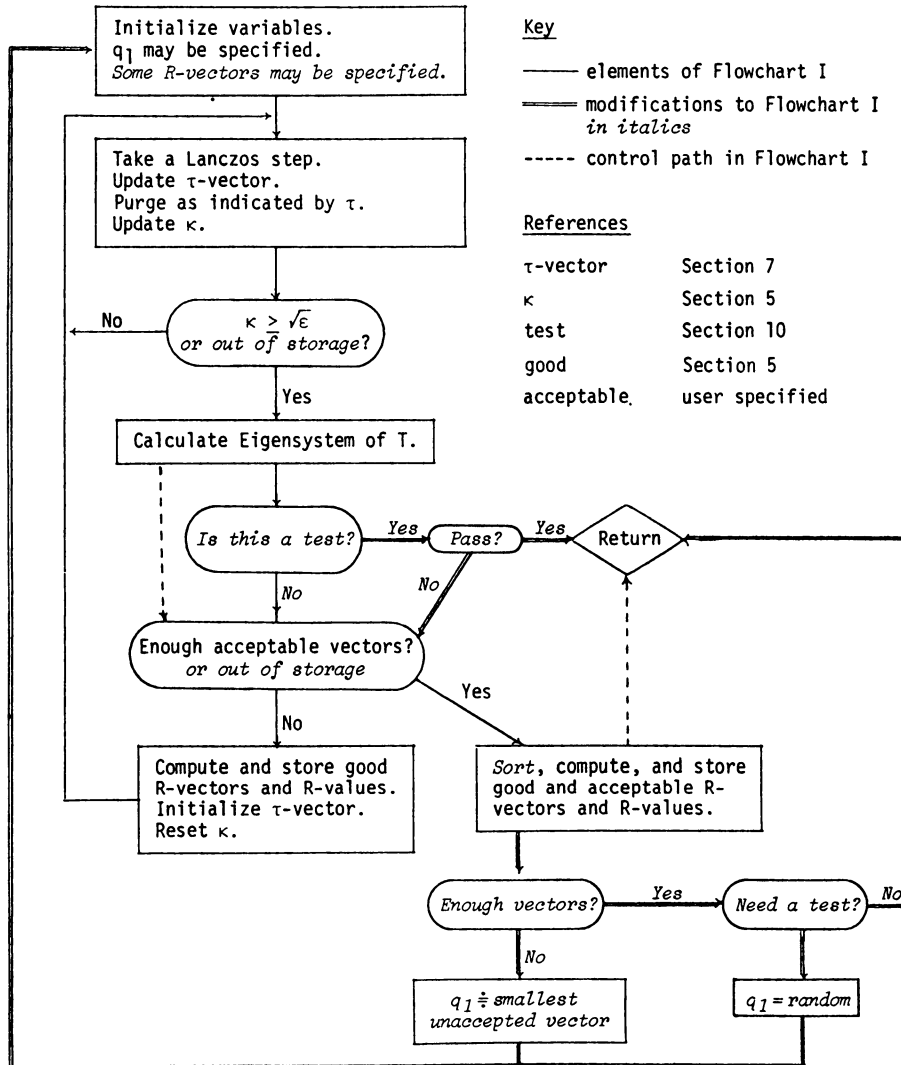 Initialize variables.
q1 may be specified.
Some R-vectors may be specified.
Key
elements of Flowchart I
modifications to Flowchart I
in italics
control path in Flowchart I
Take a Lanczos step.
Update τ-vector.
Purge as indicated by τ.
Update κ.
References
τ-vector Section 7
κ Section 5
test Section 10
good Section 5
acceptable. user specified
No
κ > √ε
or out of storage?
Yes
Calculate Eigensystem of T.
Is this a test?
Yes
Pass?
Yes
Return
No
No
Enough acceptable vectors?
or out of storage
Yes
No
Compute and store good
R-vectors and R-values.
Initialize τ-vector.
Reset κ.
Sort, compute, and store
good and acceptable R-
vectors and R-values.
Enough vectors?
Yes
Need a test?
No
No
q1 ≑ smallest
unaccepted vector
q1 = random